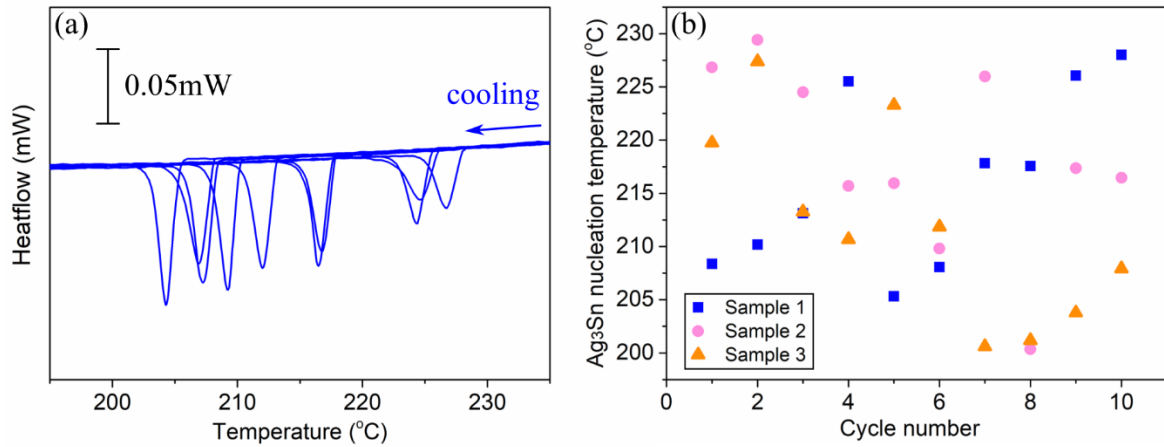 (a)
0.05mW
cooling
Heatflow (mW)
200
210
220
230
Temperature (°C)
(b)
Ag₃Sn nucleation temperature (°C)
230
225
220
215
210
205
200
Sample 1
Sample 2
Sample 3
0
2
4
6
8
10
Cycle number